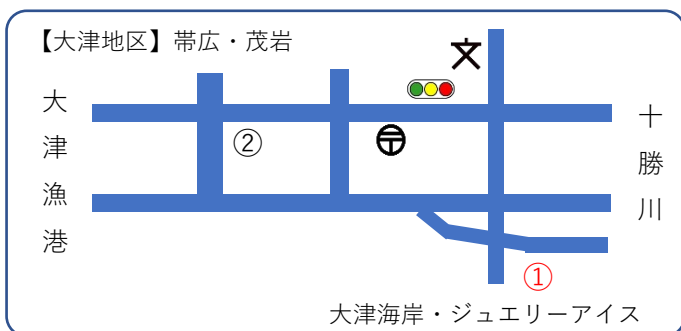 【大津地区】帯広・茂岩
大津漁港
文
②
〒
十勝川
①
大津海岸・ジュエリーアイス